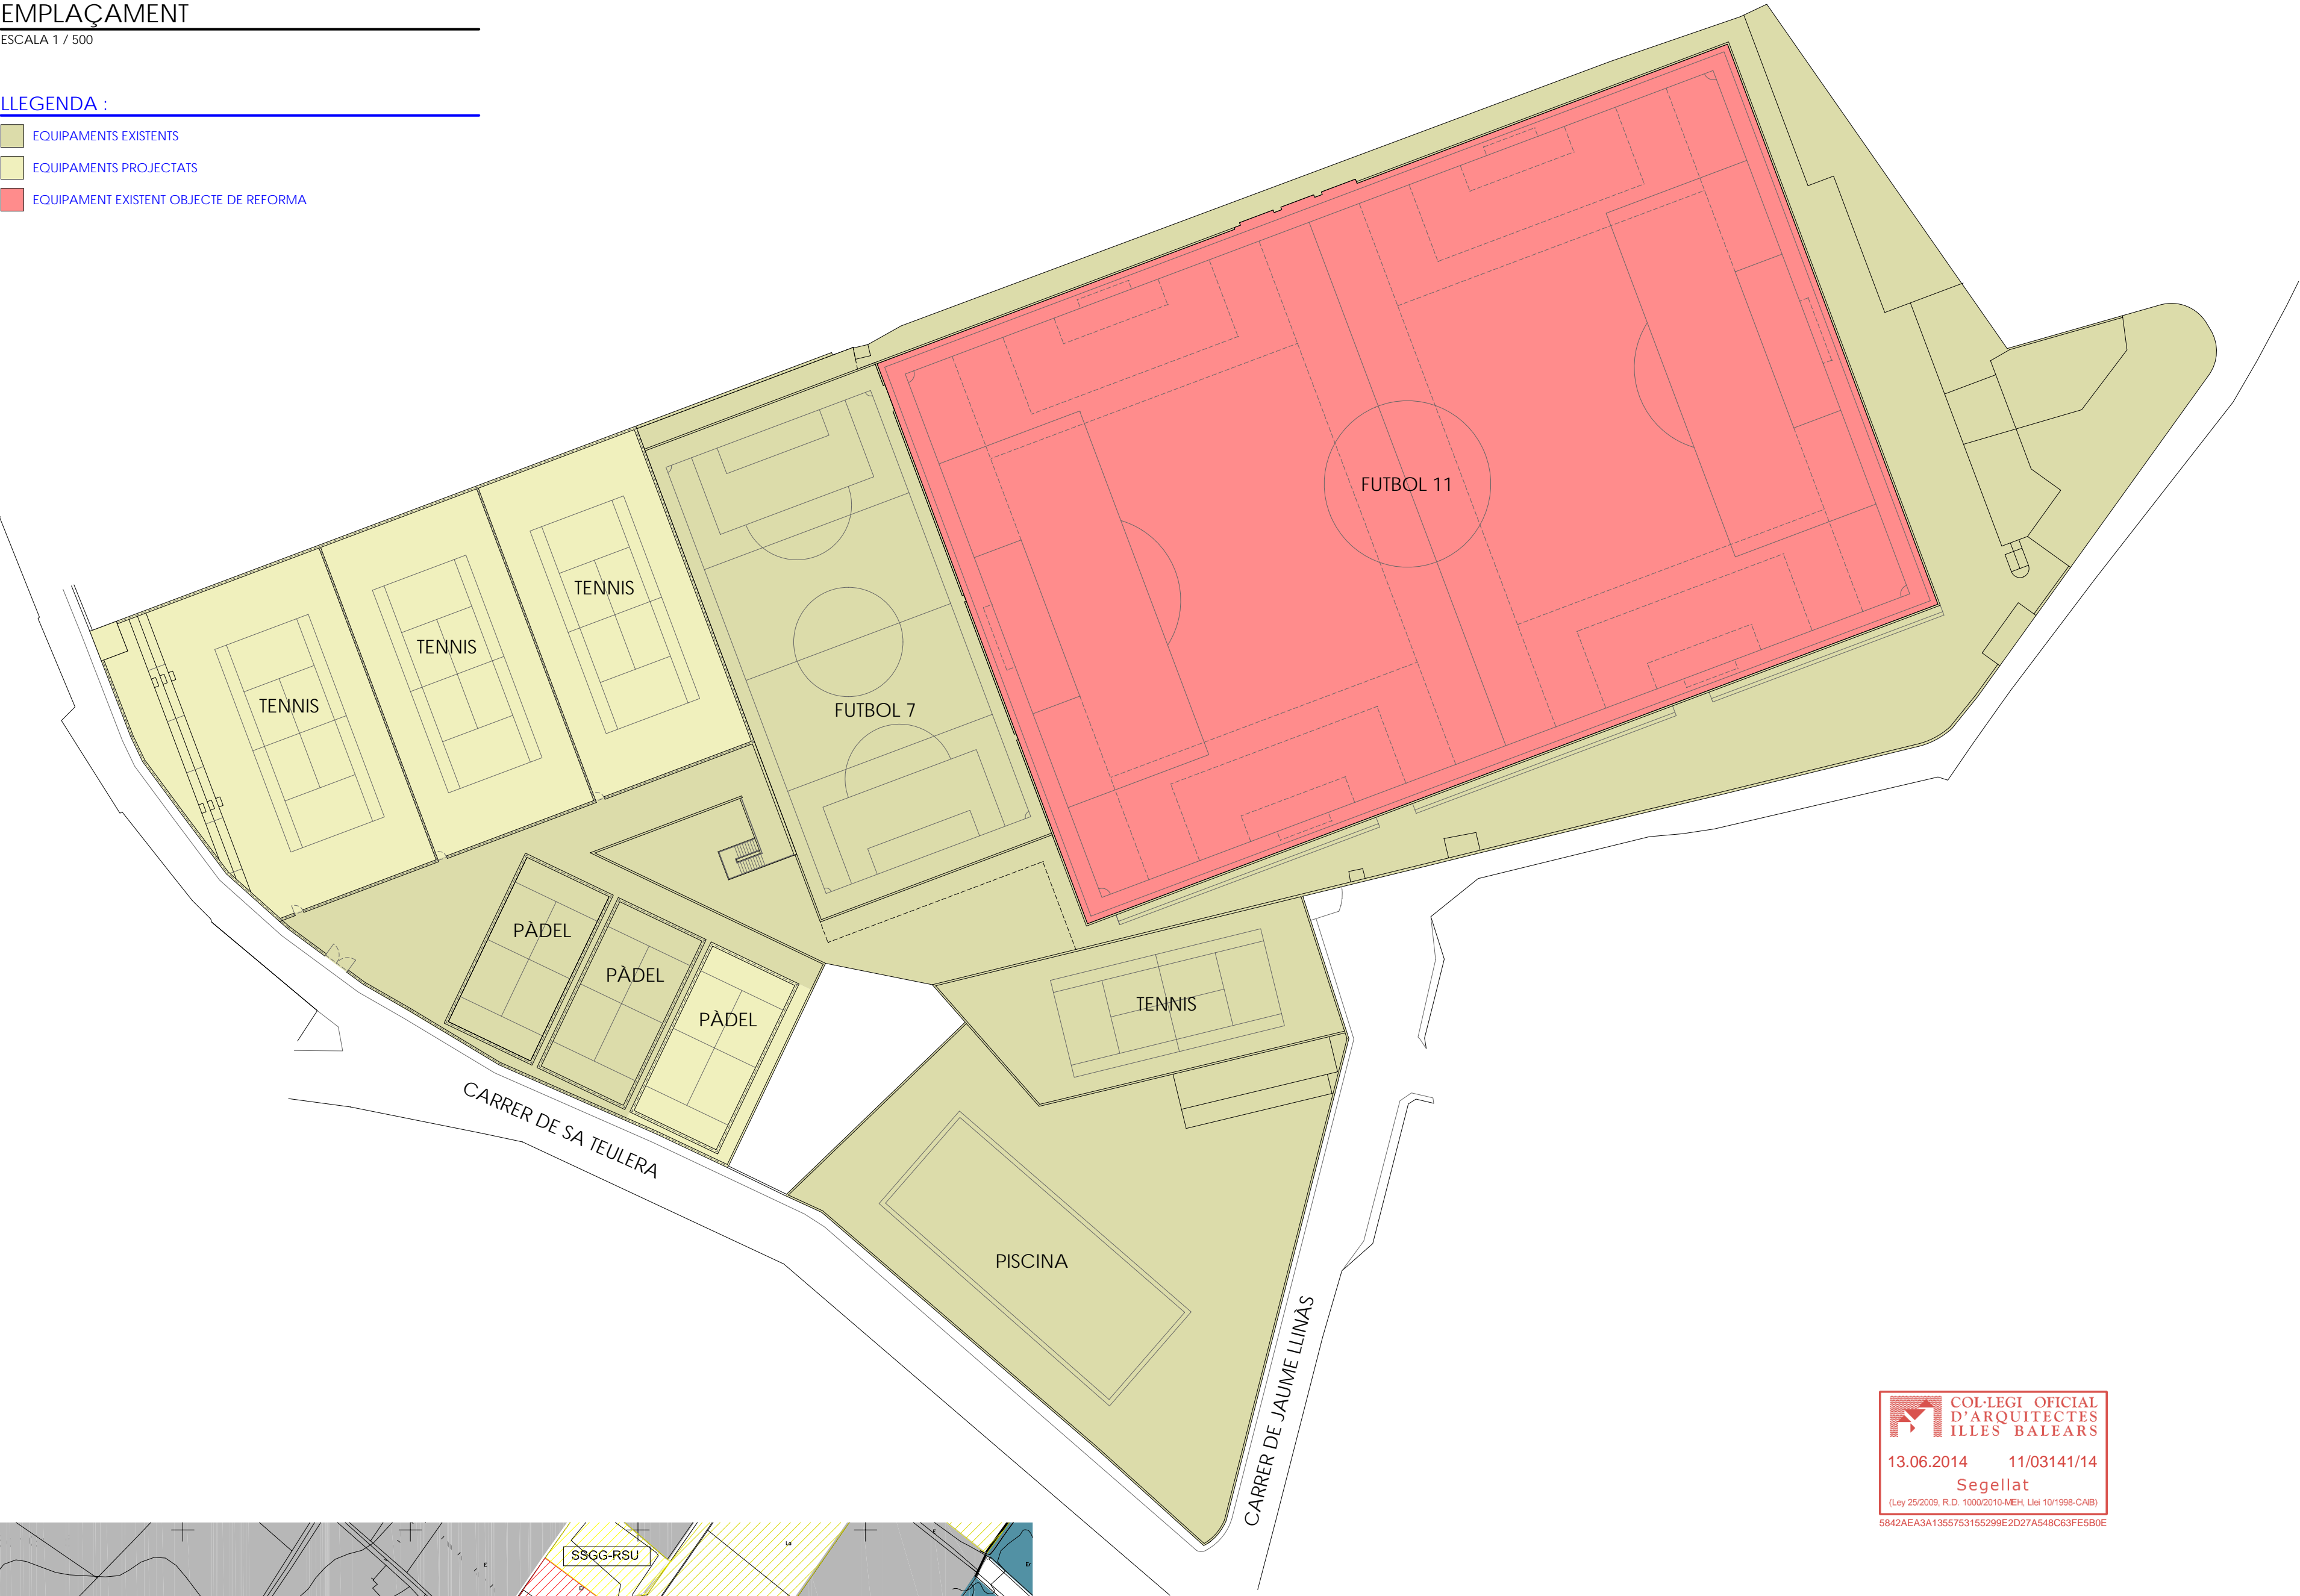 EMPLAÇAMENT
ESCALA 1 / 500
LLEGENDA :
EQUIPAMENTS EXISTENTS
EQUIPAMENTS PROJECTATS
EQUIPAMENT EXISTENT OBJECTE DE REFORMA
FUTBOL 11
TENNIS
TENNIS
TENNIS
FUTBOL 7
PÀDEL
PÀDEL
PÀDEL
TENNIS
CARRER DE SA TEULERA
PISCINA
CARRER DE JAUME LLINÀS
COL·LEGI OFICIAL
D'ARQUITECTES
ILLES BALEARS
13.06.2014 11/03141/14
Segellat
(Ley 25/2009, R.D. 1000/2010-MEH, Llei 10/1998-CAIB)
5842AEA3A1355753155299E2D27A548C63FE5B0E
SSGG-RSU
E
La
E
Er